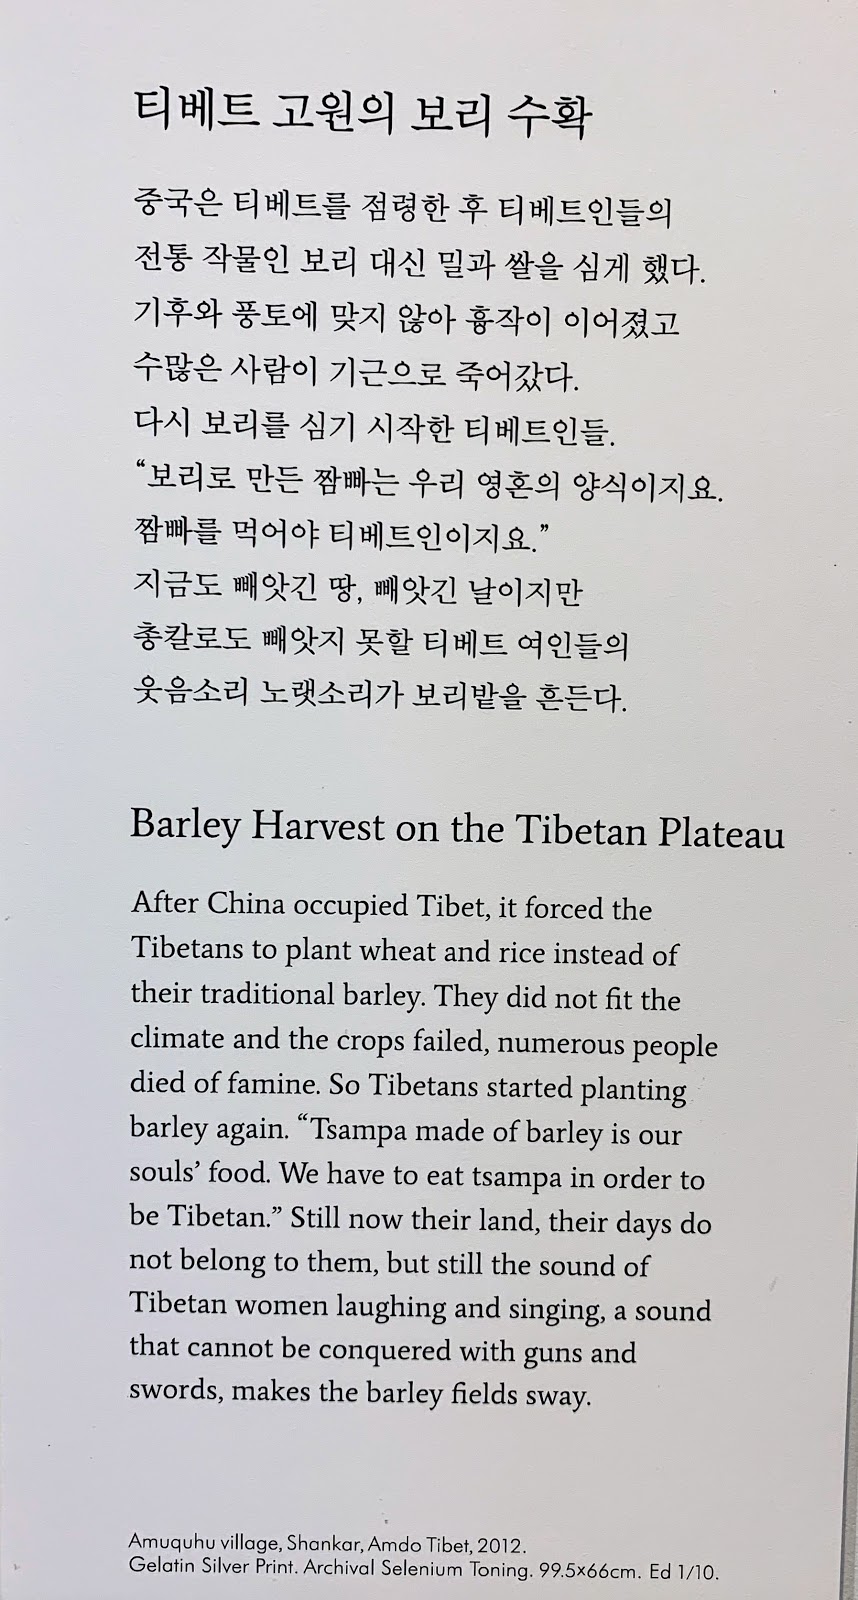 티베트 고원의 보리 수확
중국은 티베트를 점령한 후 티베트인들의
전통 작물인 보리 대신 밀과 쌀을 심게 했다.
기후와 풍토에 맞지 않아 흉작이 이어졌고
수많은 사람이 기근으로 죽어갔다.
다시 보리를 심기 시작한 티베트인들.
“보리로 만든 짬빠는 우리 영혼의 양식이지요.
짬빠를 먹어야 티베트인이지요.”
지금도 빼앗긴 땅, 빼앗긴 날이지만
총칼로도 빼앗지 못할 티베트 여인들의
웃음소리 노랫소리가 보리밭을 흔든다.
Barley Harvest on the Tibetan Plateau
After China occupied Tibet, it forced the
Tibetans to plant wheat and rice instead of
their traditional barley. They did not fit the
climate and the crops failed, numerous people
died of famine. So Tibetans started planting
barley again. “Tsampa made of barley is our
souls’ food. We have to eat tsampa in order to
be Tibetan.” Still now their land, their days do
not belong to them, but still the sound of
Tibetan women laughing and singing, a sound
that cannot be conquered with guns and
swords, makes the barley fields sway.
Amuquhu village, Shankar, Amdo Tibet, 2012.
Gelatin Silver Print. Archival Selenium Toning. 99.5×66cm. Ed 1/10.